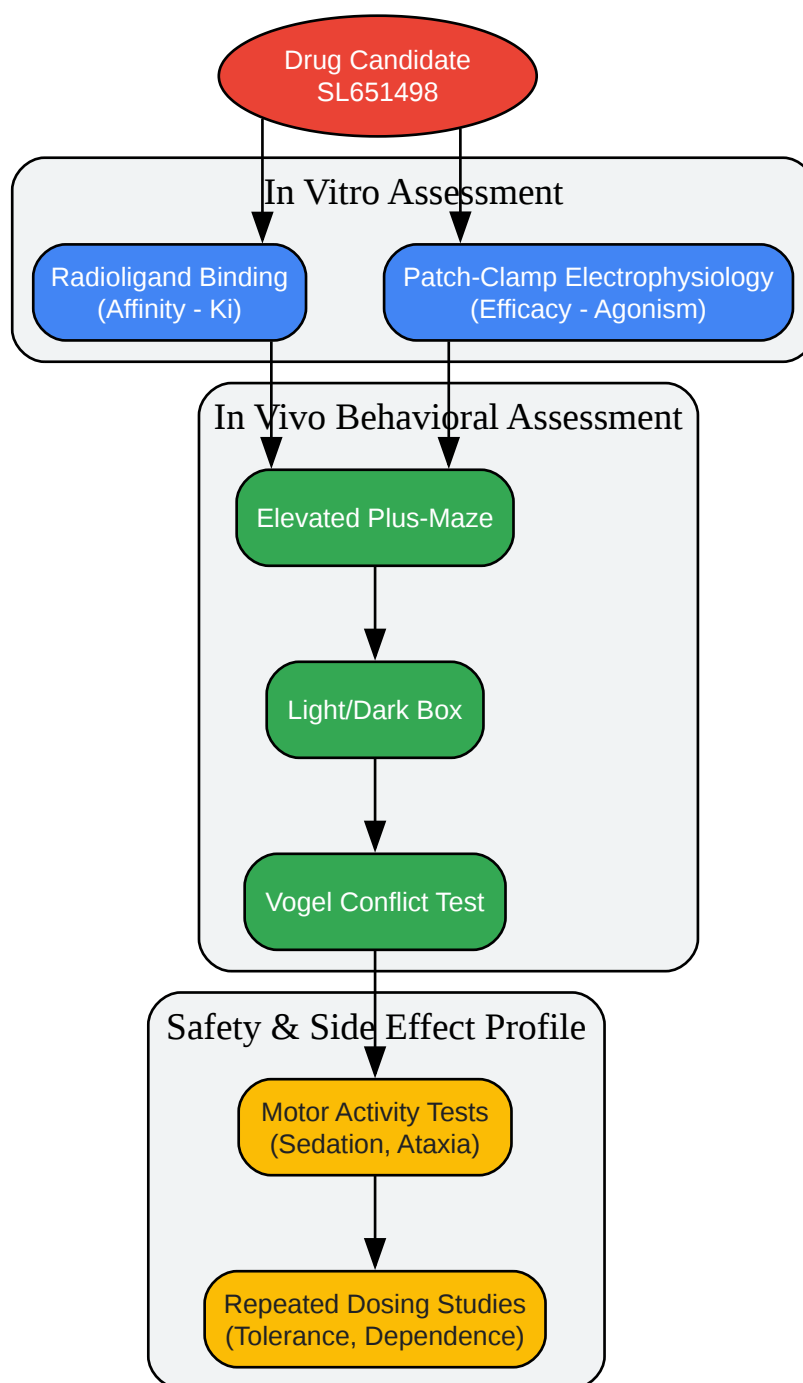 Drug Candidate
SL651498
In Vitro Assessment
Radioligand Binding
(Affinity - Ki)
Patch-Clamp Electrophysiology
(Efficacy - Agonism)
In Vivo Behavioral Assessment
Elevated Plus-Maze
Light/Dark Box
Vogel Conflict Test
Safety & Side Effect Profile
Motor Activity Tests
(Sedation, Ataxia)
Repeated Dosing Studies
(Tolerance, Dependence)